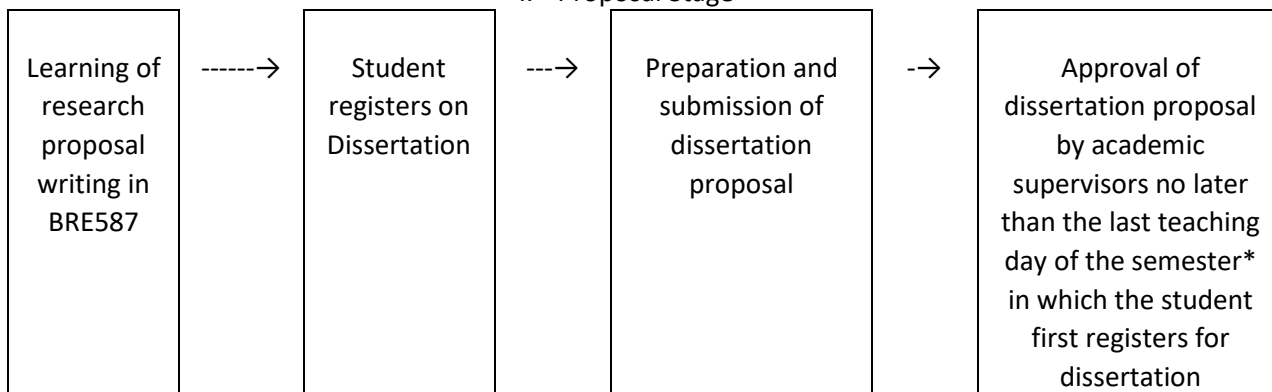 Learning of
research
proposal
writing in
BRE587
------→
Student
registers on
Dissertation
---→
Preparation and
submission of
dissertation
proposal
-→
Approval of
dissertation proposal
by academic
supervisors no later
than the last teaching
day of the semester*
in which the student
first registers for
dissertation